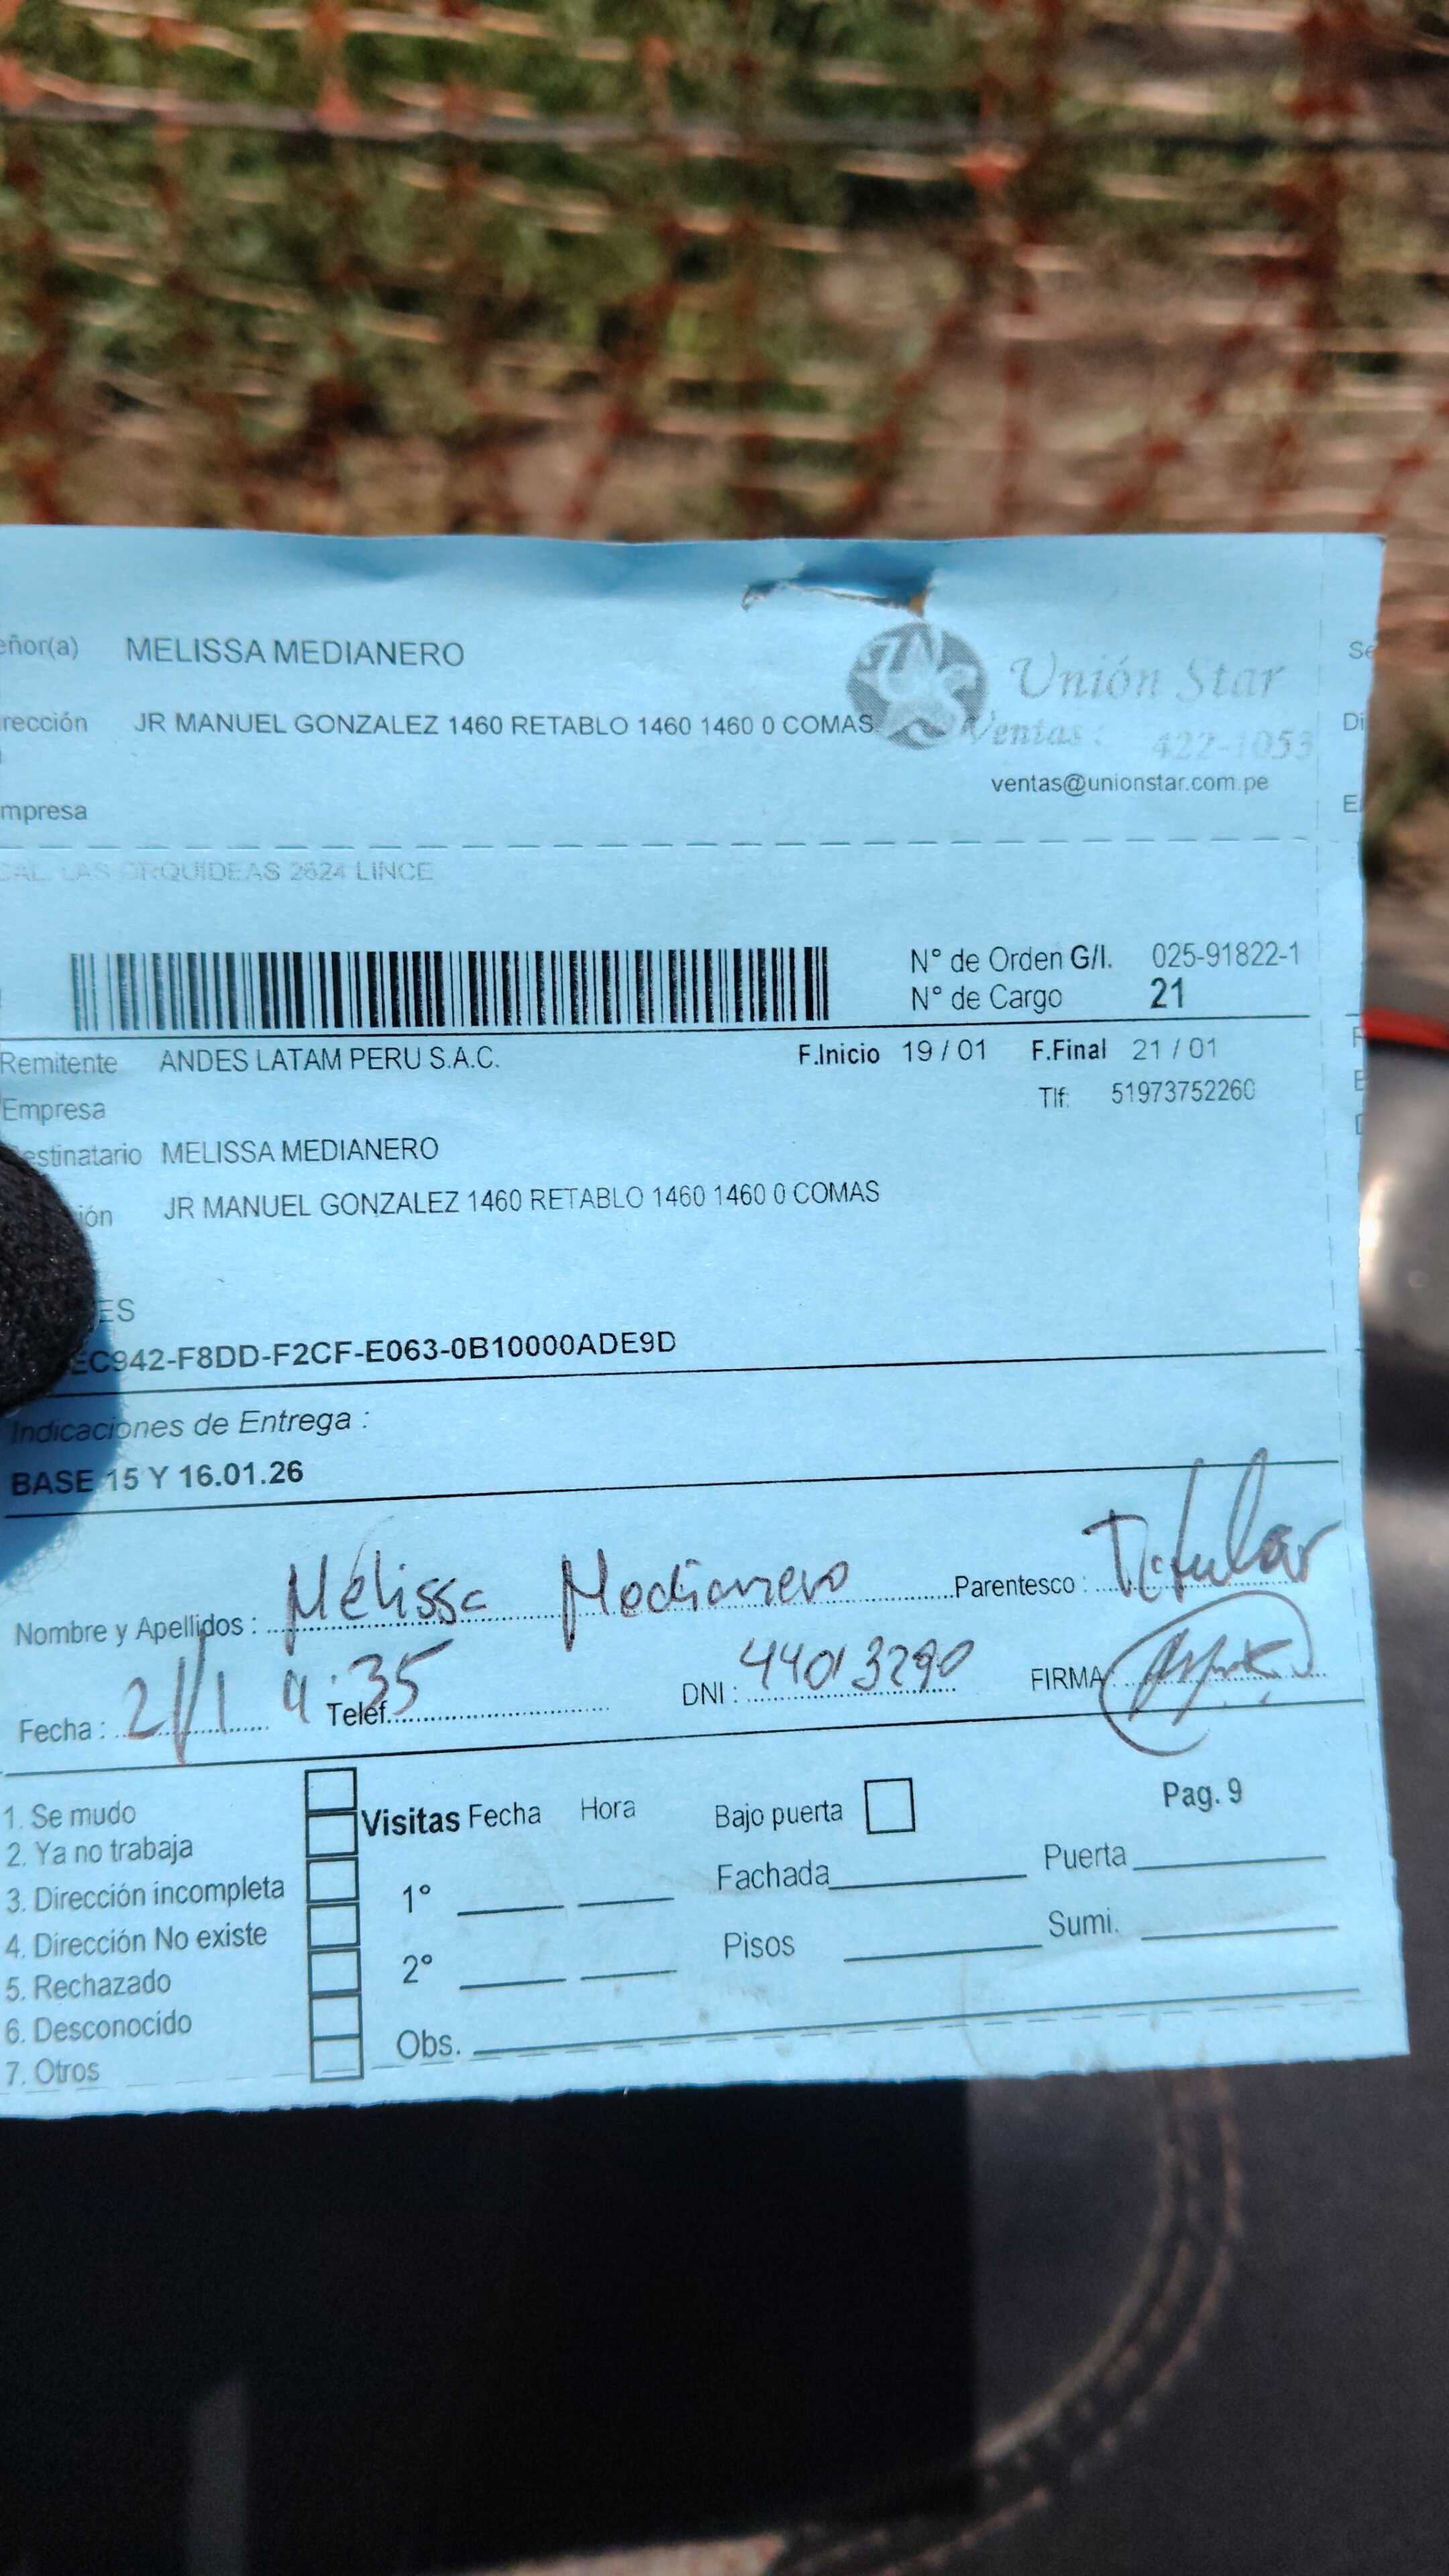 eñor(a) MELISSA MEDIANERO
Unión Star
rección JR MANUEL GONZALEZ 1460 RETABLO 1460 1460 0 COMAS
Ventas : 422-1053
ventas@unionstar.com.pe
mpresa
CAL. LAS ORQUIDEAS 2624 LINCE
N° de Orden G/I. 025-91822-1
N° de Cargo 21
Remitente ANDES LATAM PERU S.A.C. F.Inicio 19 / 01 F.Final 21 / 01
Empresa Tlf: 51973752260
estinatario MELISSA MEDIANERO
ión JR MANUEL GONZALEZ 1460 RETABLO 1460 1460 0 COMAS
ES
EC942-F8DD-F2CF-E063-0B10000ADE9D
Indicaciones de Entrega :
BASE 15 Y 16.01.26
Nombre y Apellidos : Melissa Medianero Parentesco : Titular
Fecha : 21/1 Telef. DNI : 44013290 FIRMA
1. Se mudo
2. Ya no trabaja
3. Dirección incompleta
4. Dirección No existe
5. Rechazado
6. Desconocido
7. Otros
Visitas Fecha Hora
1°
2°
Obs.
Bajo puerta
Pag. 9
Fachada Puerta
Pisos Sumi.